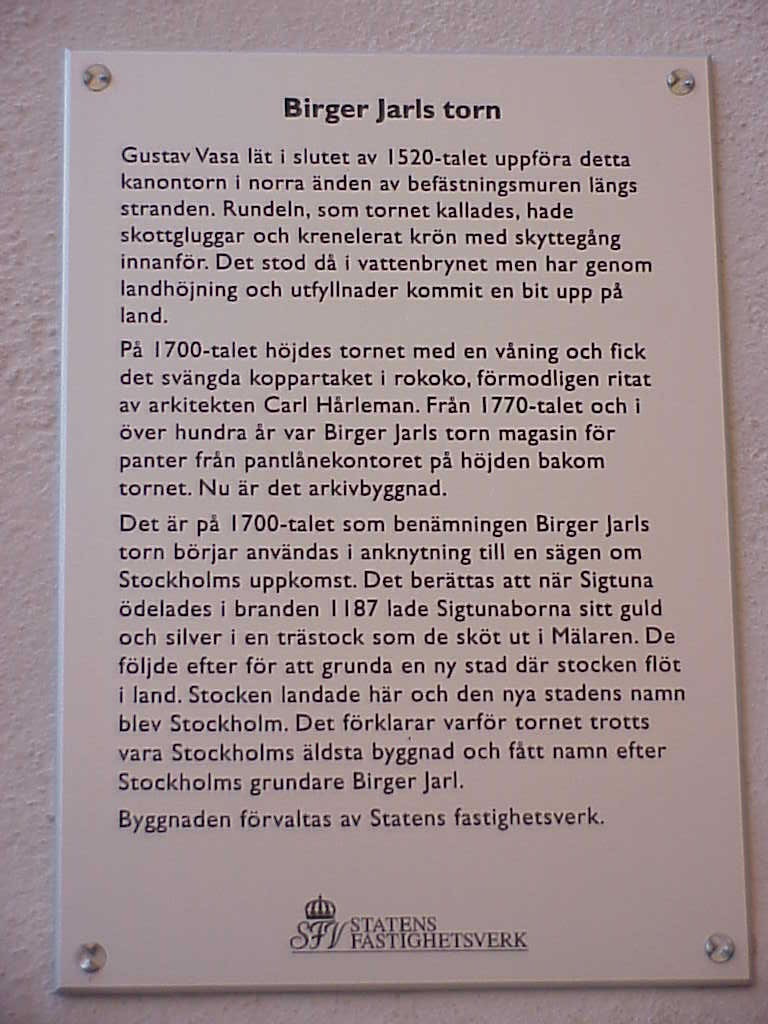 Birger Jarls torn
Gustav Vasa lät i slutet av 1520-talet uppföra detta
kanontorn i norra änden av befästningsmuren längs
stranden. Rundeln, som tornet kallades, hade
skottgluggar och krenelerat krön med skyttegång
innanför. Det stod då i vattenbrynet men har genom
landhöjning och utfyllnader kommit en bit upp på
land.
På 1700-talet höjdes tornet med en våning och fick
det svängda koppartaket i rokoko, förmodligen ritat
av arkitekten Carl Hårleman. Från 1770-talet och i
över hundra år var Birger Jarls torn magasin för
panter från pantlånekontoret på höjden bakom
tornet. Nu är det arkivbyggnad.
Det är på 1700-talet som benämningen Birger Jarls
torn börjar användas i anknytning till en sägen om
Stockholms uppkomst. Det berättas att när Sigtuna
ödelades i branden 1187 lade Sigtunaborna sitt guld
och silver i en trästock som de sköt ut i Mälaren. De
följde efter för att grunda en ny stad där stocken flöt
i land. Stocken landade här och den nya stadens namn
blev Stockholm. Det förklarar varför tornet trotts
vara Stockholms äldsta byggnad och fått namn efter
Stockholms grundare Birger Jarl.
Byggnaden förvaltas av Statens fastighetsverk.
SFV STATENS
FASTIGHETSVERK